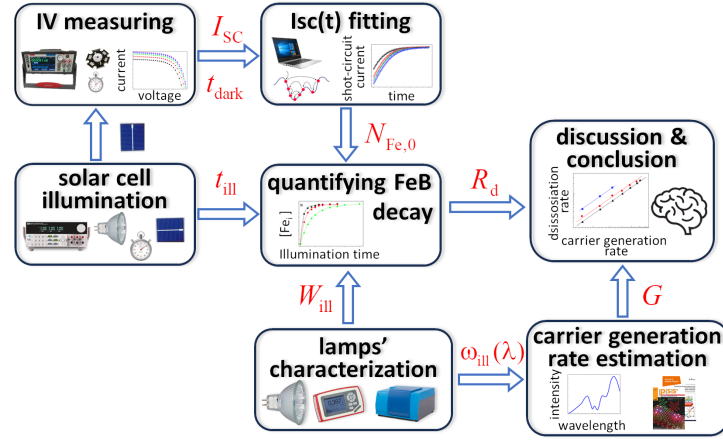 IV measuring
current
voltage
I_SC
t_dark
Isc(t) fitting
shot-circuit
current
time
N_Fe,0
solar cell
illumination
t_ill
quantifying FeB
decay
[Fe_i]
Illumination time
R_d
discussion &
conclusion
dsissosiation
rate
carrier generation
rate
W_ill
G
lamps'
characterization
ω_ill(λ)
carrier generation
rate estimation
intensity
wavelength